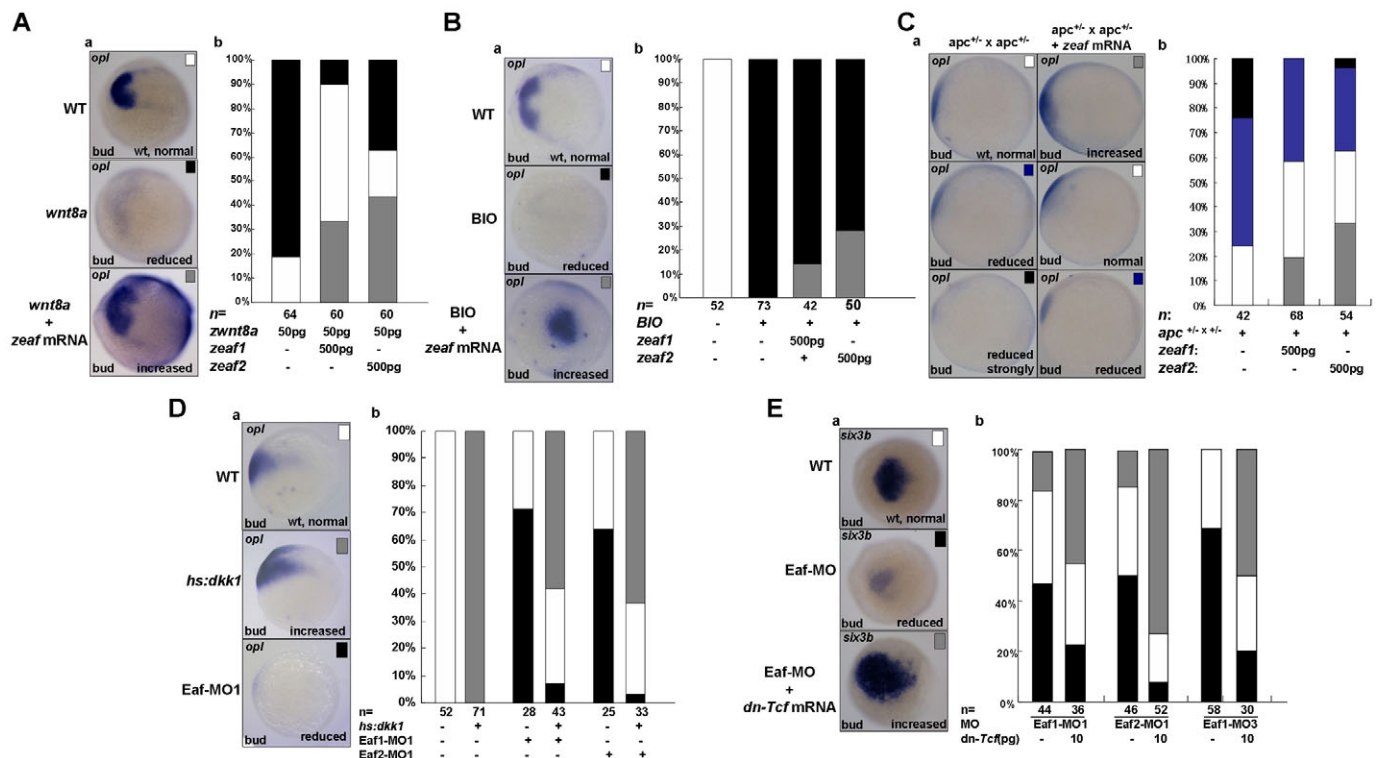 A
a
b
opl
WT
bud
wt, normal
opl
wnt8a
bud
reduced
opl
wnt8a
+
zeaf mRNA
bud
increased
100%
90%
80%
70%
60%
50%
40%
30%
20%
10%
0%
n= 64 60 60
zwnt8a 50pg 50pg 50pg
zeaf1 - 500pg -
zeaf2 - - 500pg
B
a
b
opl
WT
bud
wt, normal
opl
BIO
bud
reduced
opl
BIO
+
zeaf mRNA
bud
increased
100%
90%
80%
70%
60%
50%
40%
30%
20%
10%
0%
n= 52 73 42 50
BIO - + + +
zeaf1 - - 500pg -
zeaf2 - - + 500pg
C
a
b
apc+/- x apc+/-
apc+/- x apc+/-
+ zeaf mRNA
bud
wt, normal
bud
increased
bud
reduced
bud
normal
bud
reduced
strongly
bud
reduced
100%
90%
80%
70%
60%
50%
40%
30%
20%
10%
0%
n: 42 68 54
apc +/- x +/- + + +
zeaf1: - 500pg -
zeaf2: - - 500pg
D
a
b
opl
WT
bud
wt, normal
opl
hs:dkk1
bud
increased
opl
Eaf-MO1
bud
reduced
100%
90%
80%
70%
60%
50%
40%
30%
20%
10%
0%
n= 52 71 28 43 25 33
hs:dkk1 - + - + - +
Eaf1-MO1 - - + + - -
Eaf2-MO1 - - - - + +
E
a
b
six3b
WT
bud
wt, normal
six3b
Eaf-MO
bud
reduced
six3b
Eaf-MO
+
dn-Tcf mRNA
bud
increased
100%
80%
60%
40%
20%
0%
n= 44 36 46 52 58 30
MO Eaf1-MO1 Eaf2-MO1 Eaf1-MO3
dn-Tcf(pg) - 10 - 10 - 10